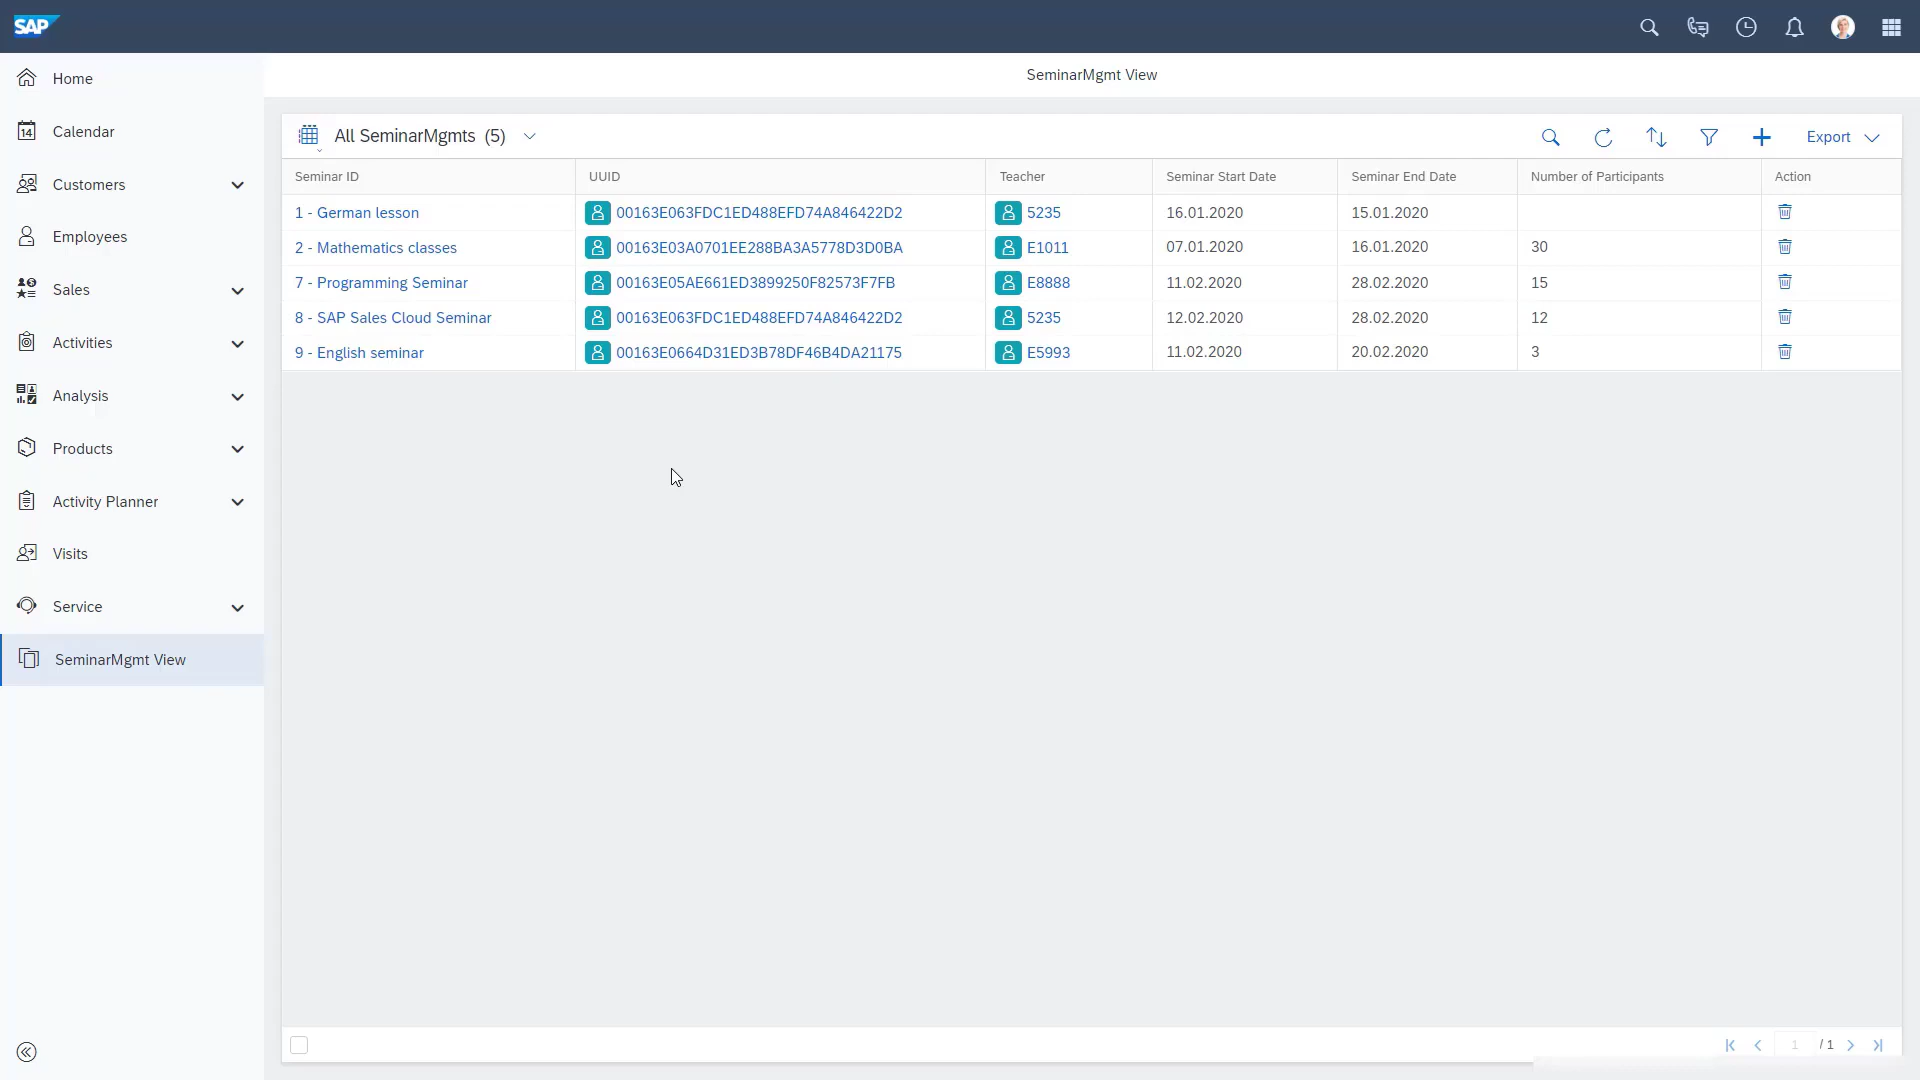 SAP
SeminarMgmt View
Home
14 Calendar
Customers
Employees
Sales
Activities
Analysis
Products
Activity Planner
Visits
Service
SeminarMgmt View
All SeminarMgmts (5)
Export
Seminar ID UUID Teacher Seminar Start Date Seminar End Date Number of Participants Action
1 - German lesson 00163E063FDC1ED488EFD74A846422D2 5235 16.01.2020 15.01.2020
2 - Mathematics classes 00163E03A0701EE288BA3A5778D3D0BA E1011 07.01.2020 16.01.2020 30
7 - Programming Seminar 00163E05AE661ED3899250F82573F7FB E8888 11.02.2020 28.02.2020 15
8 - SAP Sales Cloud Seminar 00163E063FDC1ED488EFD74A846422D2 5235 12.02.2020 28.02.2020 12
9 - English seminar 00163E0664D31ED3B78DF46B4DA21175 E5993 11.02.2020 20.02.2020 3
1 / 1